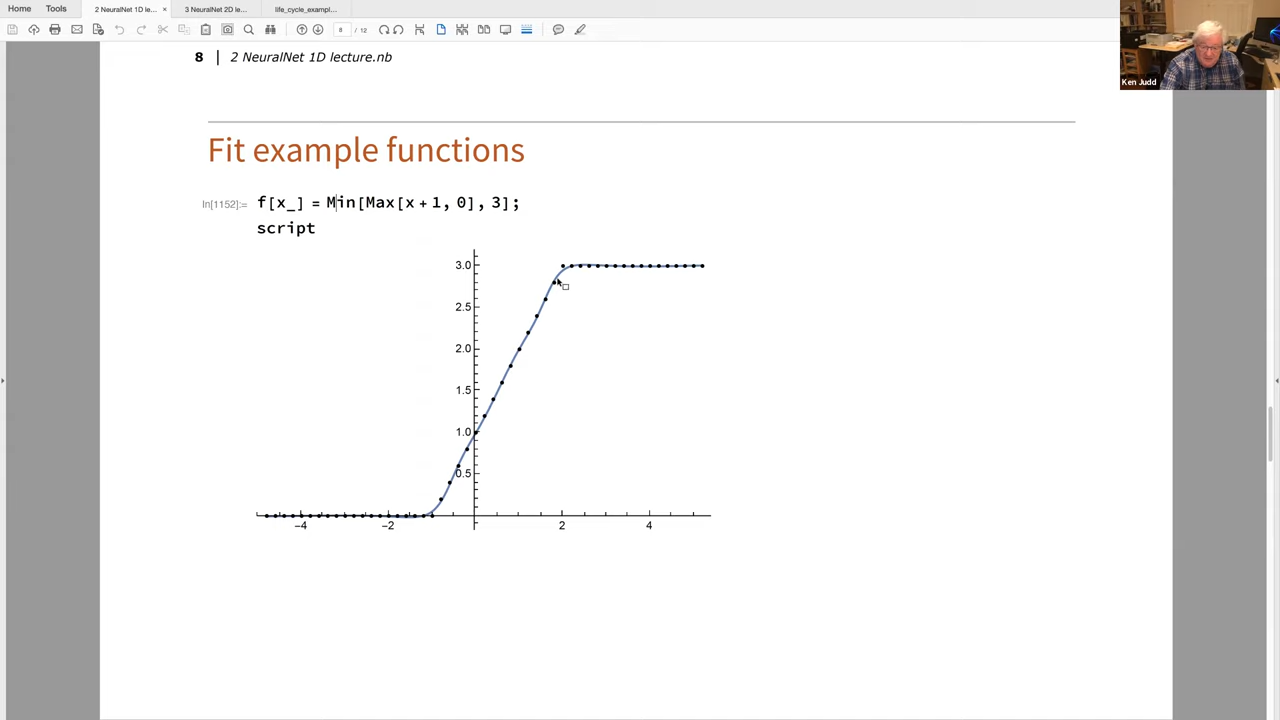 Home Tools 2 NeuralNet 1D le... × 3 NeuralNet 2D le... life_cycle_exampl...
8 / 12
Ken Judd
8 | 2 NeuralNet 1D lecture.nb
Fit example functions
In[1152]:= f[x_] = Min[Max[x + 1, 0], 3];
script
3.0
2.5
2.0
1.5
1.0
0.5
−4 −2 2 4